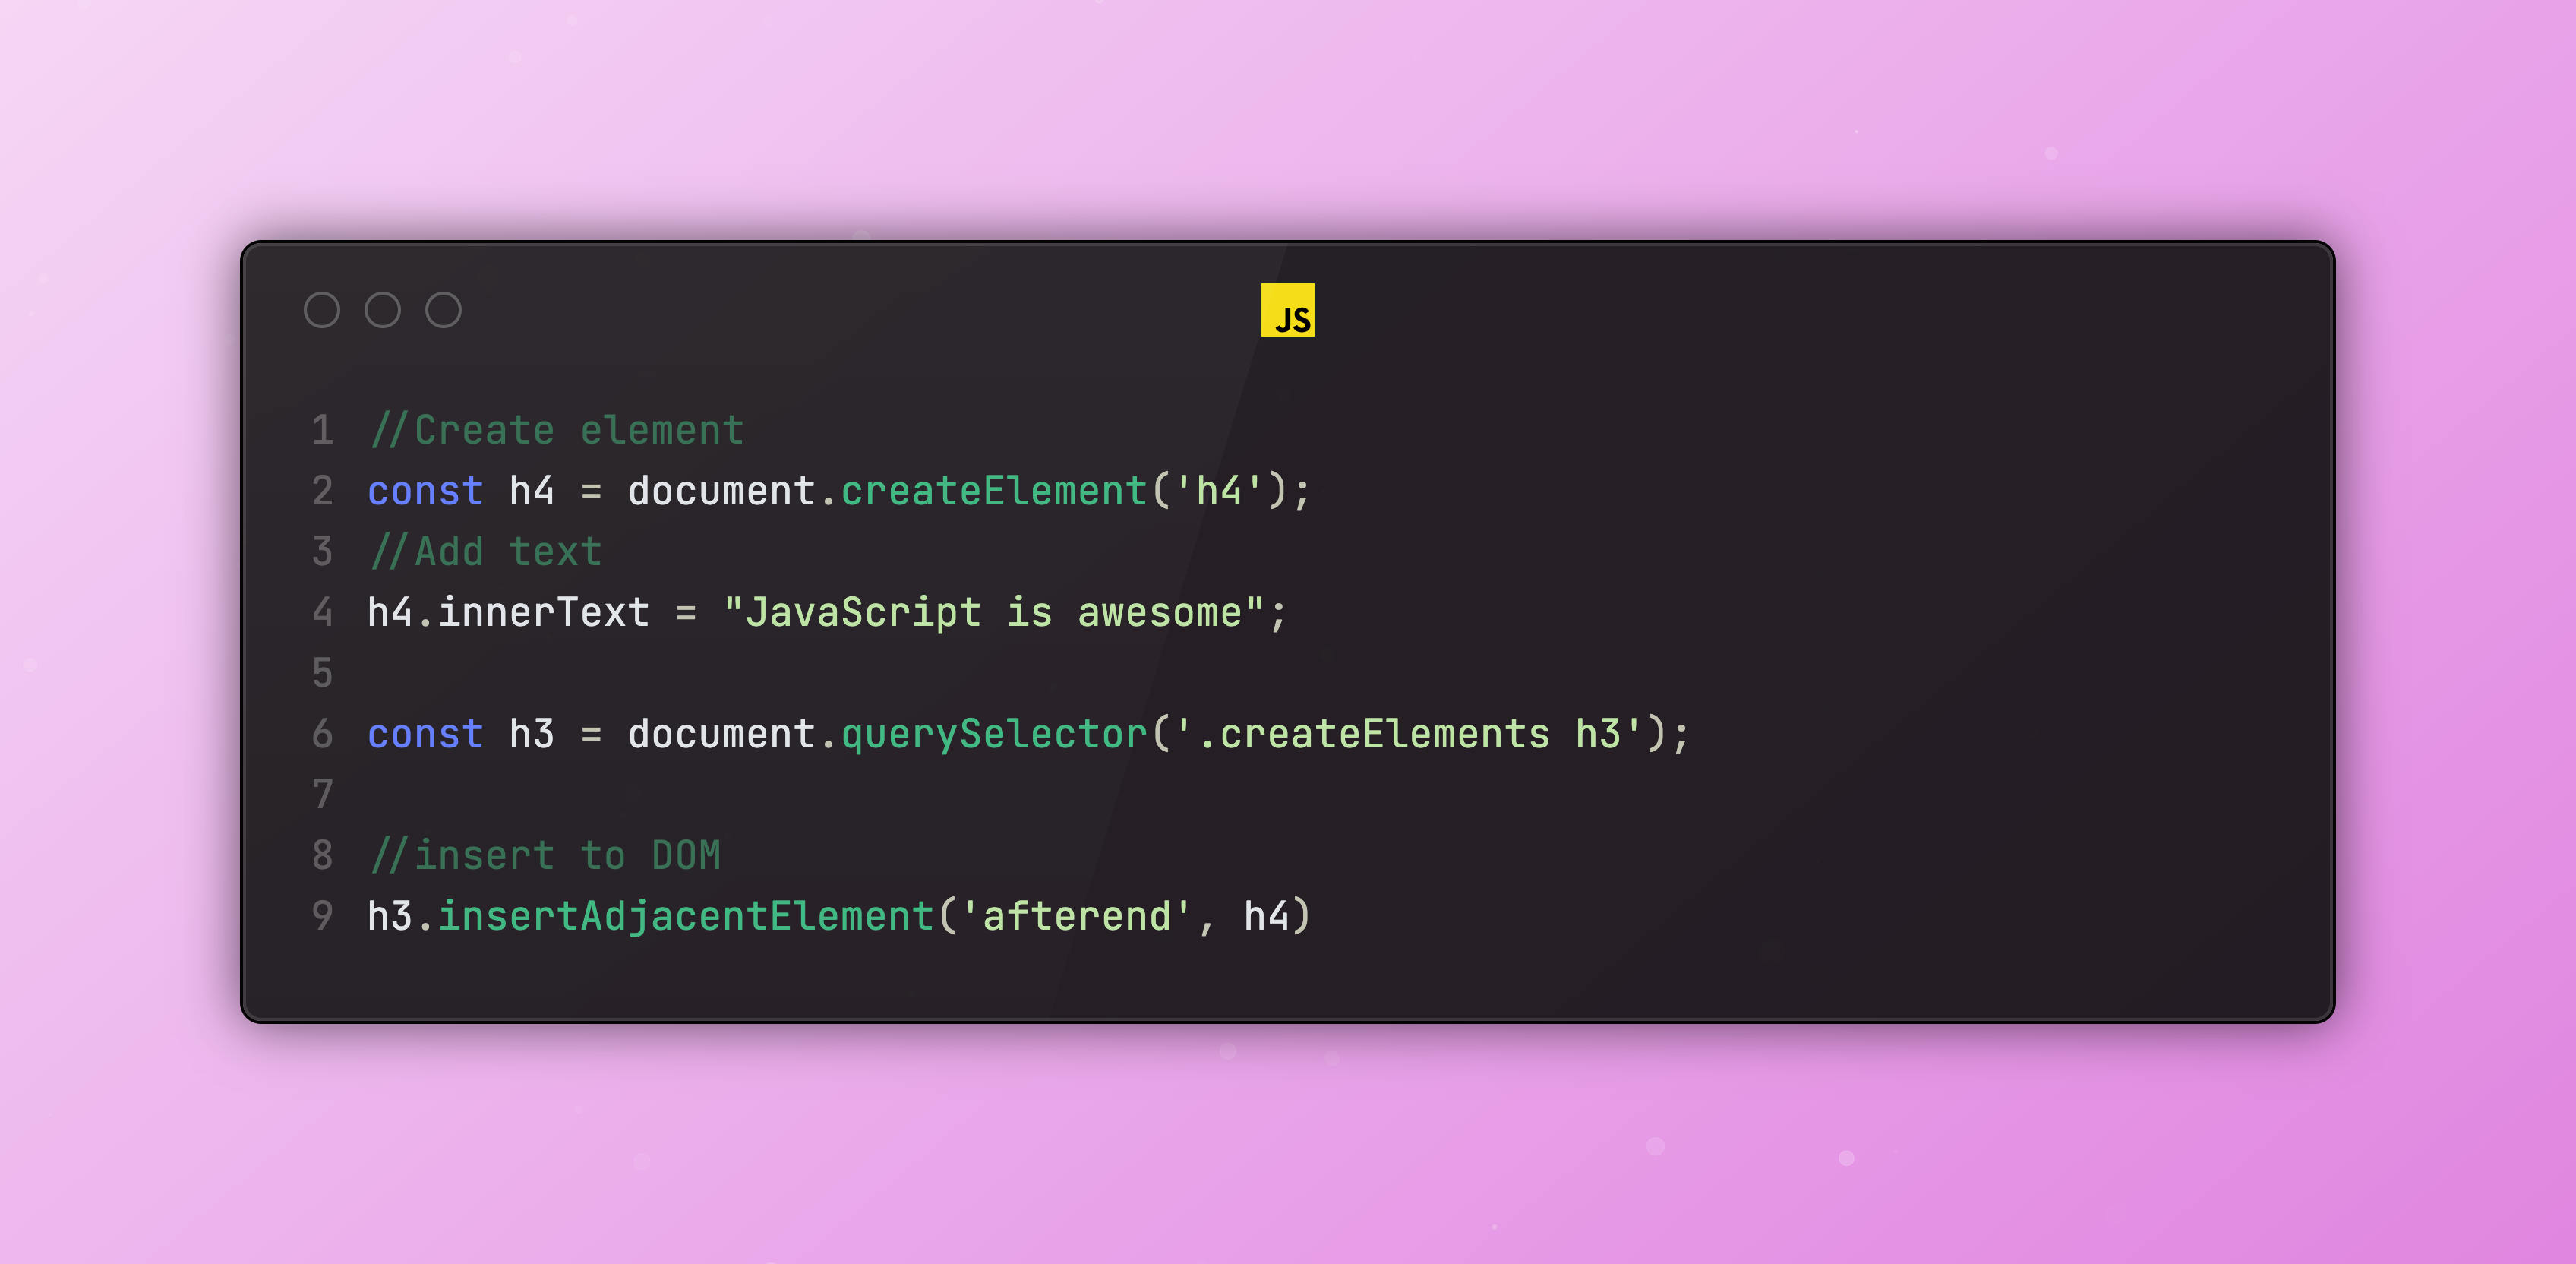 JS
1 //Create element
2 const h4 = document.createElement('h4');
3 //Add text
4 h4.innerText = "JavaScript is awesome";
5
6 const h3 = document.querySelector('.createElements h3');
7
8 //insert to DOM
9 h3.insertAdjacentElement('afterend', h4)